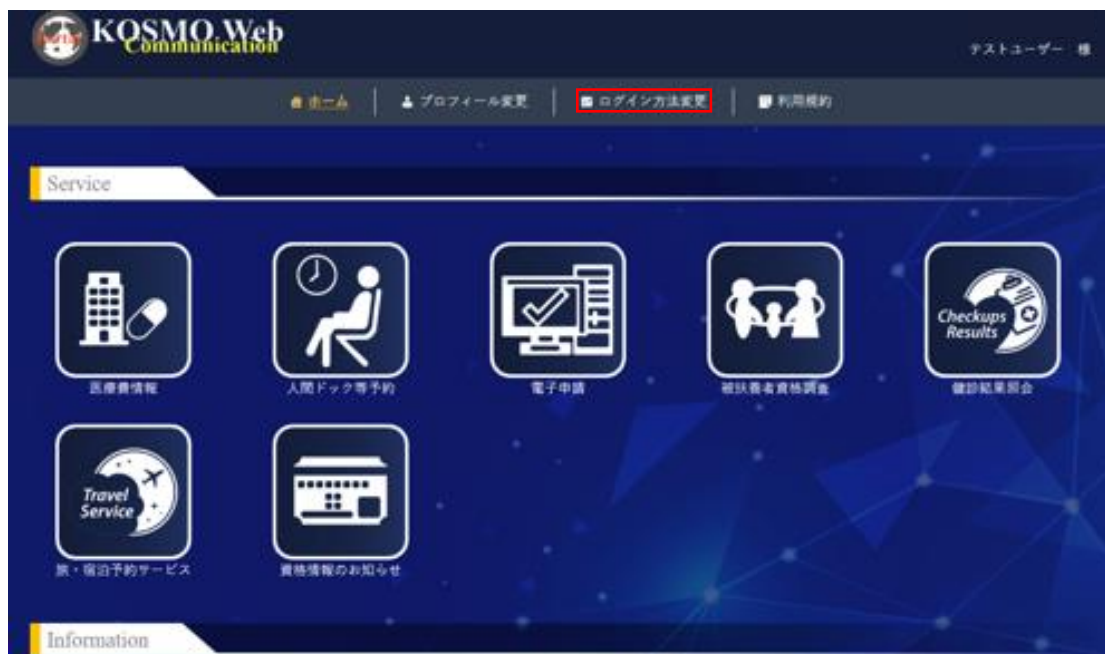 KOSMO Web
Communication
テストユーザー 様
ホーム
プロフィール変更
ログイン方法変更
利用規約
Service
医療費情報
人間ドック等予約
電子申請
被扶養者資格調査
Checkups
Results
健診結果照会
Travel
Service
旅・宿泊予約サービス
資格情報のお知らせ
Information